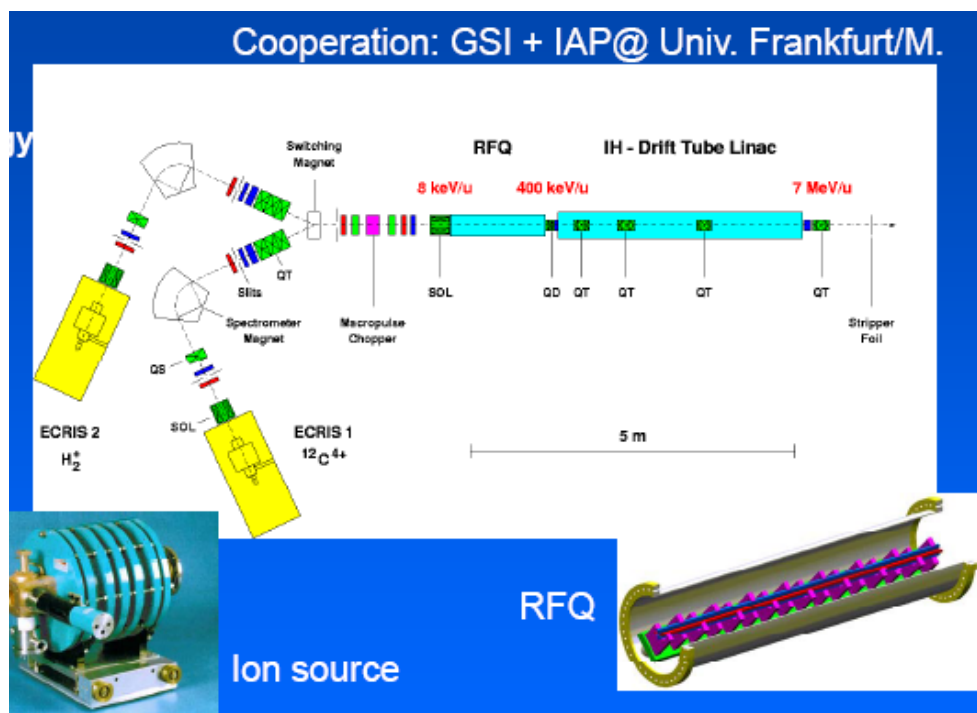 Cooperation: GSI + IAP@ Univ. Frankfurt/M.
gy
Switching
Magnet
RFQ
IH - Drift Tube Linac
8 keV/u
400 keV/u
7 MeV/u
QT
Slits
SOL
QD
QT
QT
QT
QT
Spectrometer
Magnet
Macropulse
Chopper
Stripper
Foil
QS
SOL
ECRIS 2
H₂⁺
ECRIS 1
¹²C⁴⁺
5 m
RFQ
Ion source